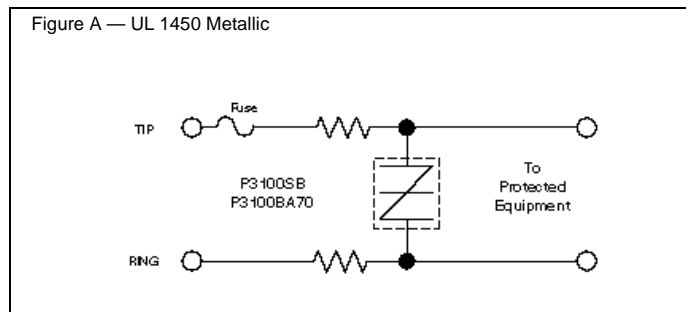 Figure A — UL 1450 Metallic
Fuse
TIP
P3100SB
P3100BA70
To
Protected
Equipment
RING